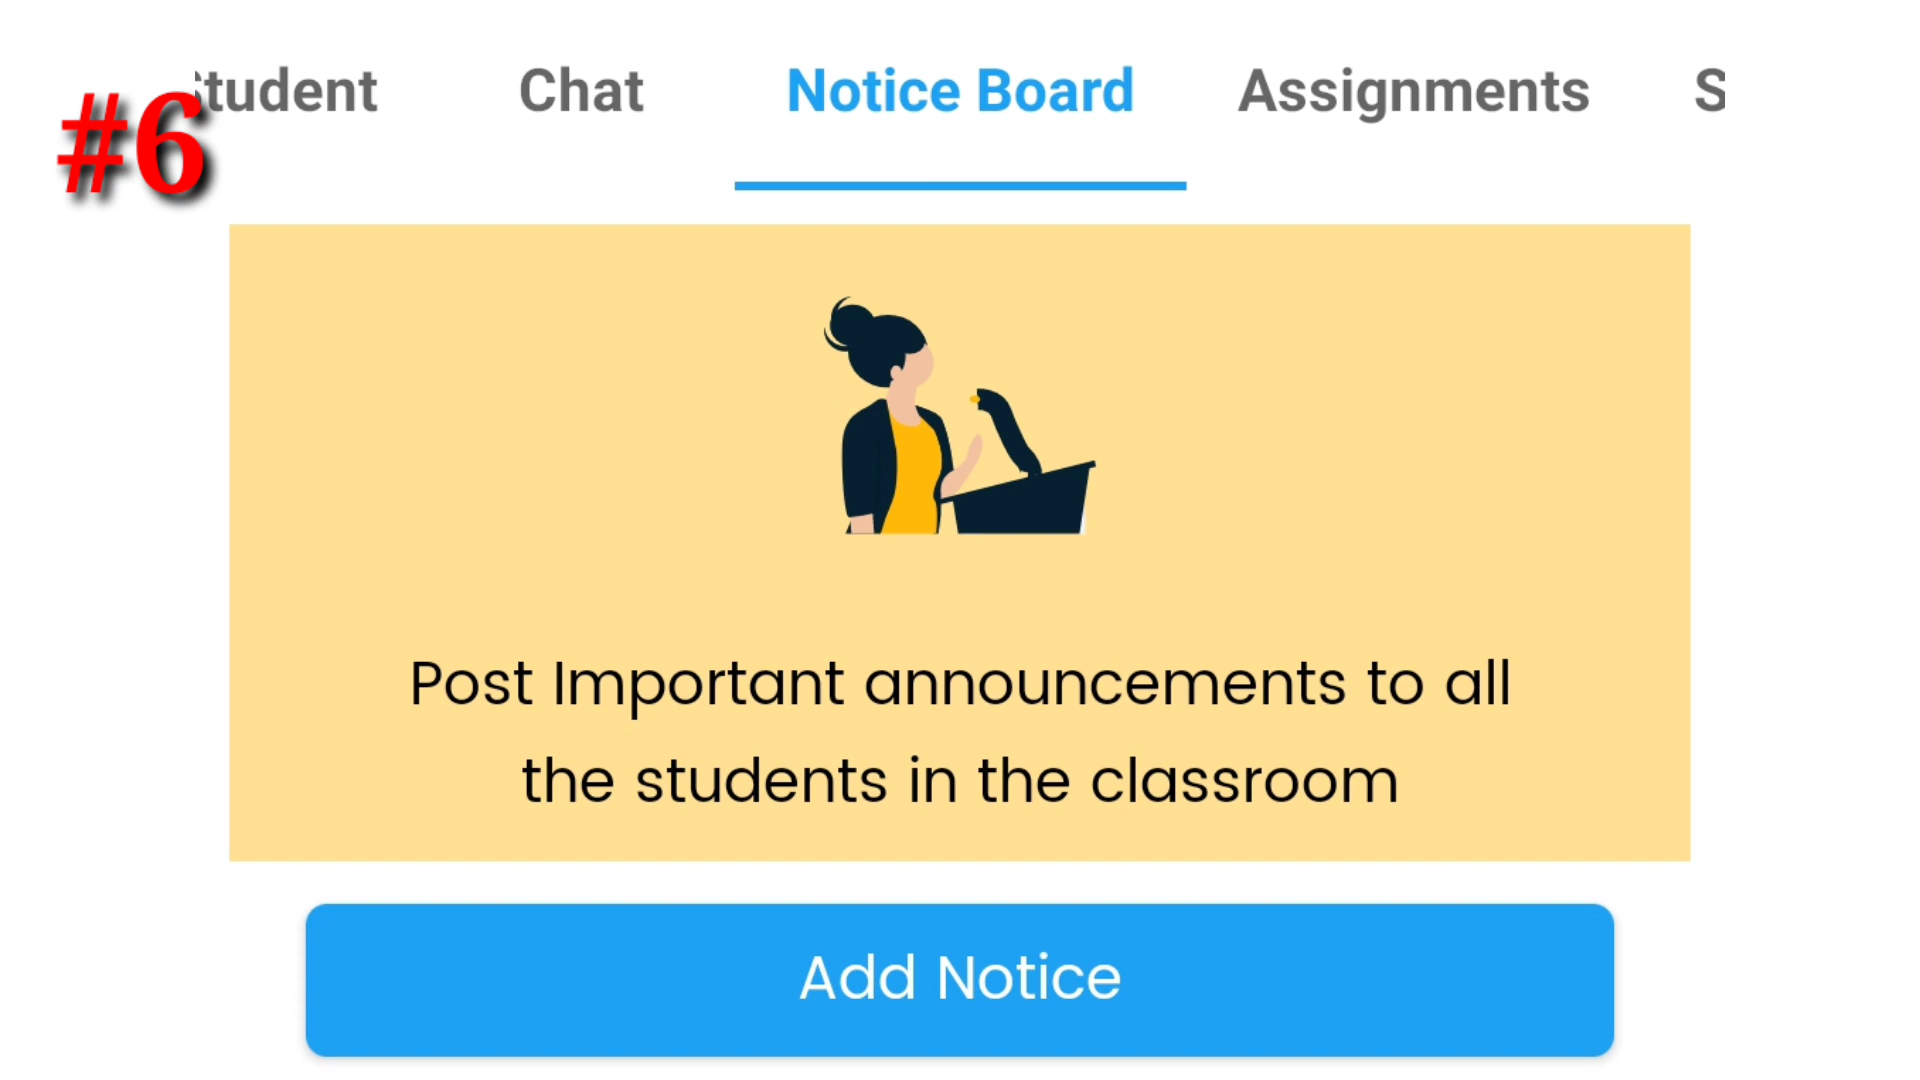 #6
tudent Chat Notice Board Assignments S
Post Important announcements to all
the students in the classroom
Add Notice